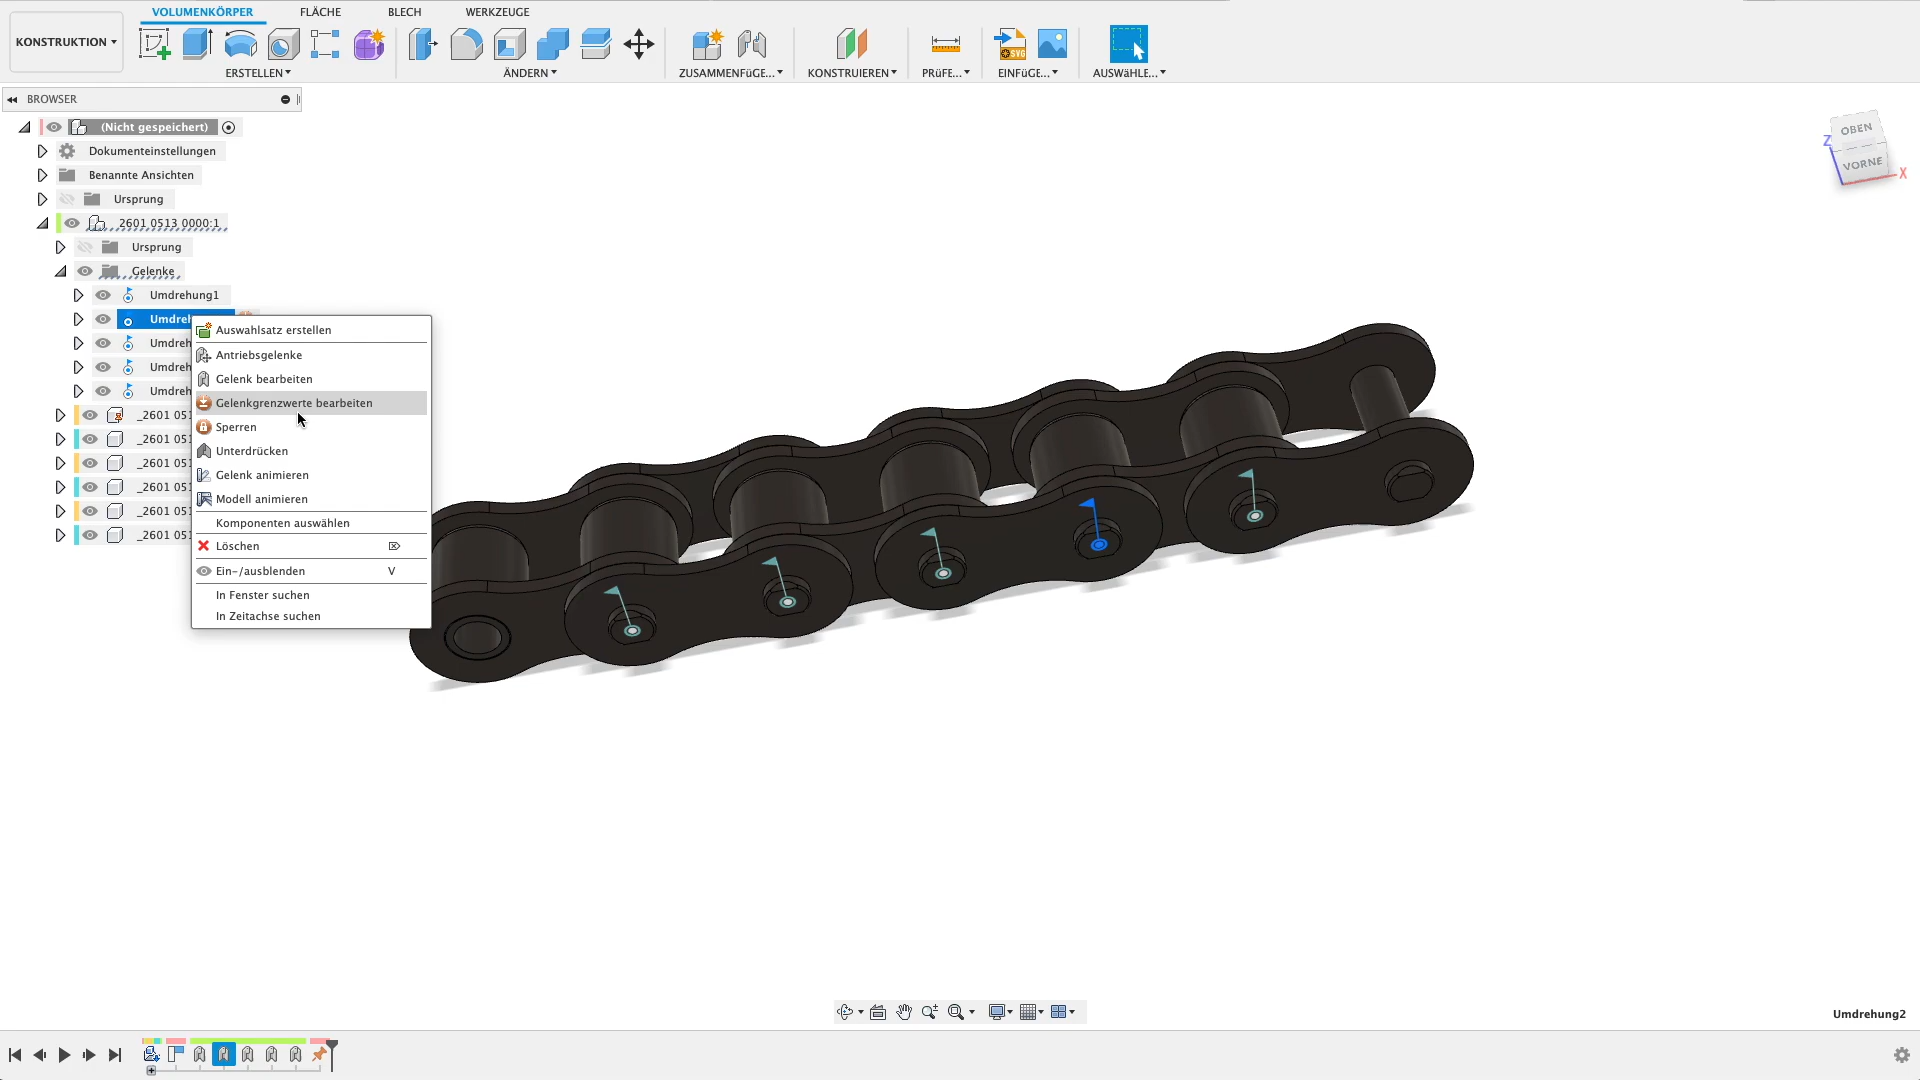 VOLUMENKÖRPER FLÄCHE BLECH WERKZEUGE
KONSTRUKTION
ERSTELLEN ÄNDERN ZUSAMMENFüGE... KONSTRUIEREN PRüFE... EINFüGE... AUSWäHLE...
BROWSER
(Nicht gespeichert)
Dokumenteinstellungen
Benannte Ansichten
Ursprung
_2601 0513 0000:1
Ursprung
Gelenke
Umdrehung1
Umdreh
Umdreh
Umdreh
Umdreh
_2601 051
_2601 051
_2601 051
_2601 051
_2601 051
_2601 051
Auswahlsatz erstellen
Antriebsgelenke
Gelenk bearbeiten
Gelenkgrenzwerte bearbeiten
Sperren
Unterdrücken
Gelenk animieren
Modell animieren
Komponenten auswählen
Löschen
Ein-/ausblenden V
In Fenster suchen
In Zeitachse suchen
OBEN
VORNE
Z
X
SVG
Umdrehung2